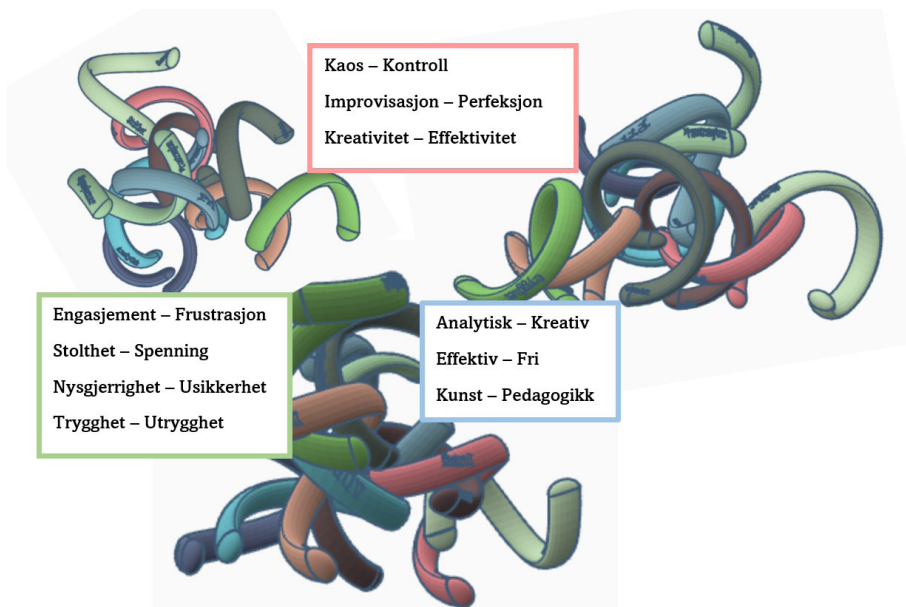 Kaos – Kontroll
Improvisasjon – Perfeksjon
Kreativitet – Effektivitet
Engasjement – Frustrasjon
Stolthet – Spenning
Nysgjerrighet – Usikkerhet
Trygghet – Utrygghet
Analytisk – Kreativ
Effektiv – Fri
Kunst – Pedagogikk